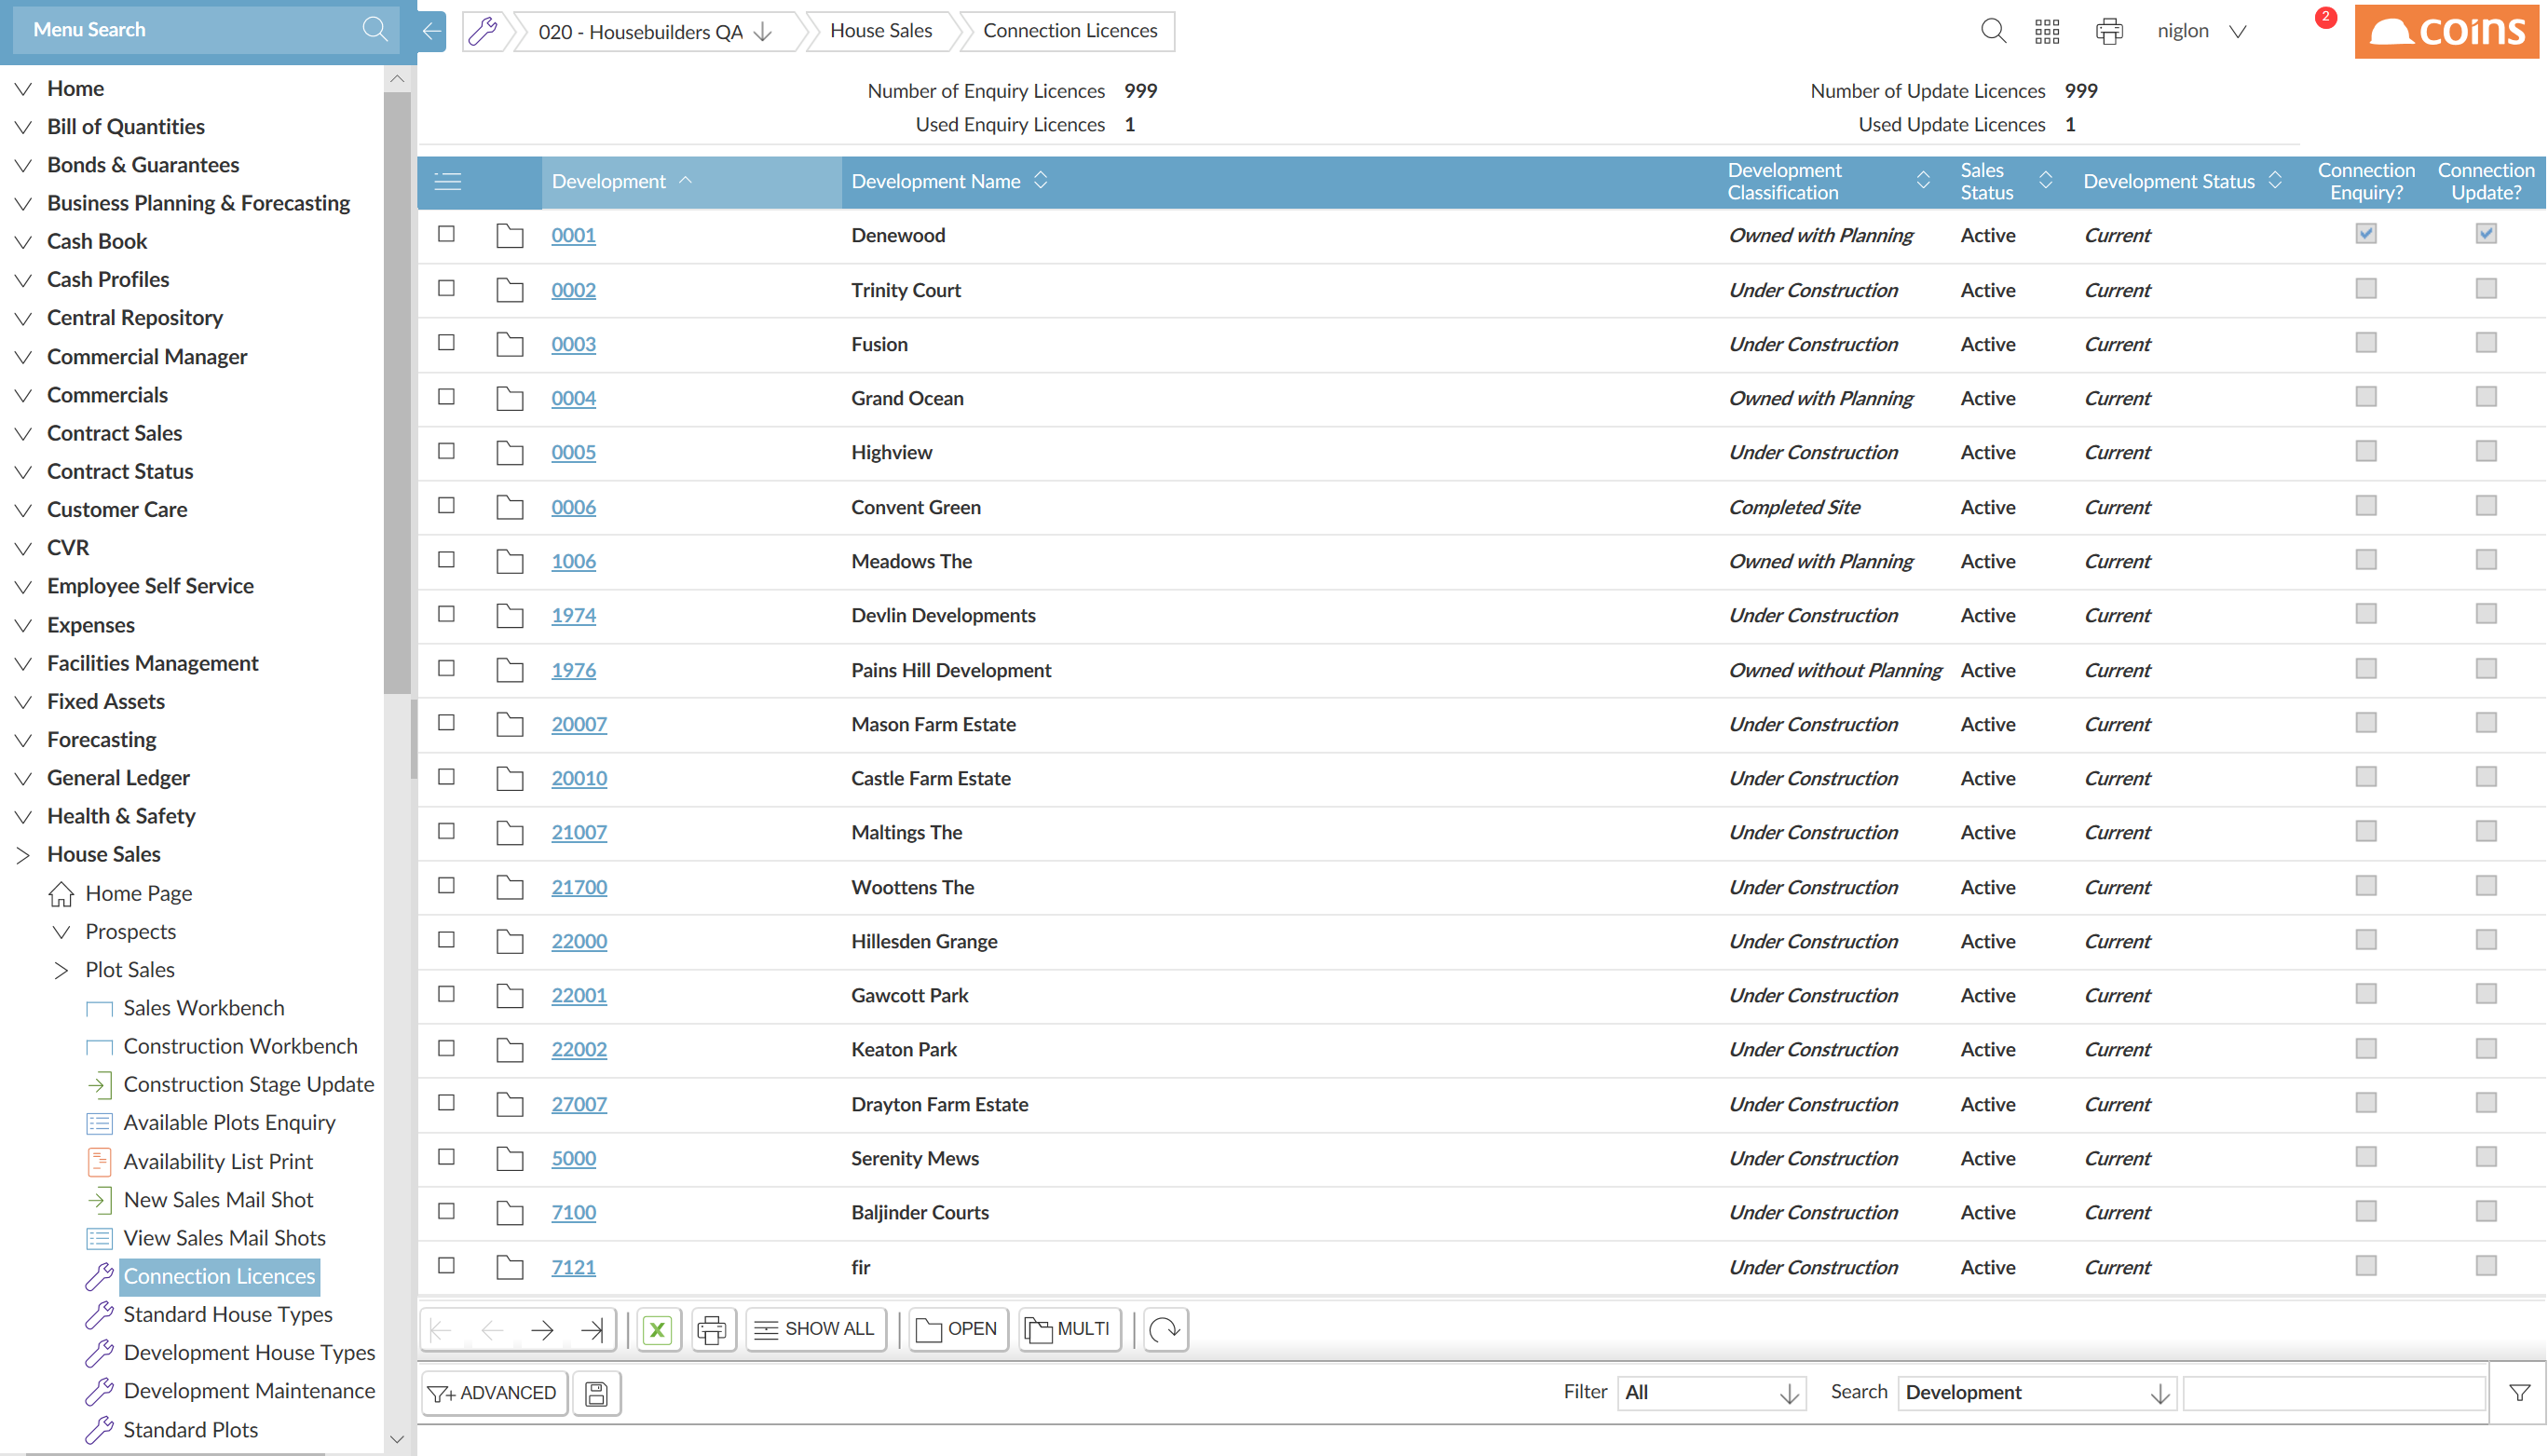 Menu Search
020 - Housebuilders QA
House Sales
Connection Licences
niglon
2
coins
Number of Enquiry Licences 999
Number of Update Licences 999
Used Enquiry Licences 1
Used Update Licences 1
Home
Bill of Quantities
Bonds & Guarantees
Business Planning & Forecasting
Cash Book
Cash Profiles
Central Repository
Commercial Manager
Commercials
Contract Sales
Contract Status
Customer Care
CVR
Employee Self Service
Expenses
Facilities Management
Fixed Assets
Forecasting
General Ledger
Health & Safety
House Sales
Home Page
Prospects
Plot Sales
Sales Workbench
Construction Workbench
Construction Stage Update
Available Plots Enquiry
Availability List Print
New Sales Mail Shot
View Sales Mail Shots
Connection Licences
Standard House Types
Development House Types
Development Maintenance
Standard Plots
Development
Development Name
Development Classification
Sales Status
Development Status
Connection Enquiry?
Connection Update?
0001 Denewood Owned with Planning Active Current
0002 Trinity Court Under Construction Active Current
0003 Fusion Under Construction Active Current
0004 Grand Ocean Owned with Planning Active Current
0005 Highview Under Construction Active Current
0006 Convent Green Completed Site Active Current
1006 Meadows The Owned with Planning Active Current
1974 Devlin Developments Under Construction Active Current
1976 Pains Hill Development Owned without Planning Active Current
20007 Mason Farm Estate Under Construction Active Current
20010 Castle Farm Estate Under Construction Active Current
21007 Maltings The Under Construction Active Current
21700 Woottens The Under Construction Active Current
22000 Hillesden Grange Under Construction Active Current
22001 Gawcott Park Under Construction Active Current
22002 Keaton Park Under Construction Active Current
27007 Drayton Farm Estate Under Construction Active Current
5000 Serenity Mews Under Construction Active Current
7100 Baljinder Courts Under Construction Active Current
7121 fir Under Construction Active Current
SHOW ALL
OPEN
MULTI
ADVANCED
Filter All
Search Development